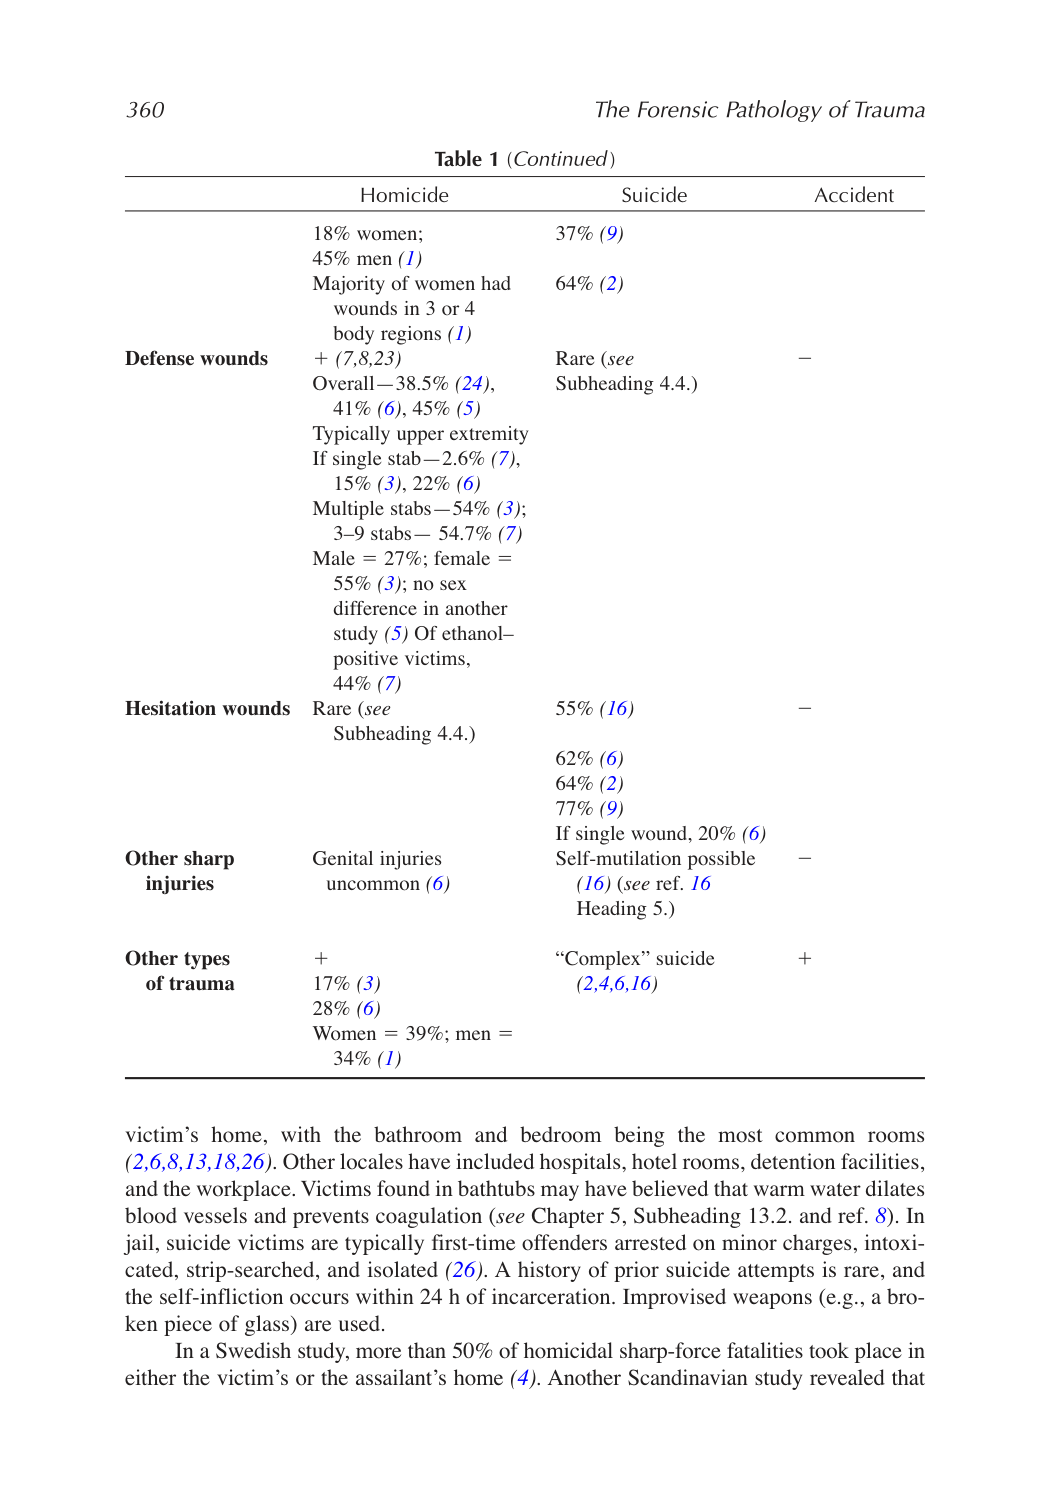 360 The Forensic Pathology of Trauma
Table 1 (Continued)
Homicide Suicide Accident
18% women; 37% (9)
45% men (1)
Majority of women had 64% (2)
wounds in 3 or 4
body regions (1)
Defense wounds + (7,8,23) Rare (see −
Overall—38.5% (24), Subheading 4.4.)
41% (6), 45% (5)
Typically upper extremity
If single stab—2.6% (7),
15% (3), 22% (6)
Multiple stabs—54% (3);
3–9 stabs— 54.7% (7)
Male = 27%; female =
55% (3); no sex
difference in another
study (5) Of ethanol–
positive victims,
44% (7)
Hesitation wounds Rare (see 55% (16) −
Subheading 4.4.)
62% (6)
64% (2)
77% (9)
If single wound, 20% (6)
Other sharp Genital injuries Self-mutilation possible −
injuries uncommon (6) (16) (see ref. 16
Heading 5.)
Other types + “Complex” suicide +
of trauma 17% (3) (2,4,6,16)
28% (6)
Women = 39%; men =
34% (1)
victim’s home, with the bathroom and bedroom being the most common rooms
(2,6,8,13,18,26). Other locales have included hospitals, hotel rooms, detention facilities,
and the workplace. Victims found in bathtubs may have believed that warm water dilates
blood vessels and prevents coagulation (see Chapter 5, Subheading 13.2. and ref. 8). In
jail, suicide victims are typically first-time offenders arrested on minor charges, intoxi-
cated, strip-searched, and isolated (26). A history of prior suicide attempts is rare, and
the self-infliction occurs within 24 h of incarceration. Improvised weapons (e.g., a bro-
ken piece of glass) are used.
In a Swedish study, more than 50% of homicidal sharp-force fatalities took place in
either the victim’s or the assailant’s home (4). Another Scandinavian study revealed that